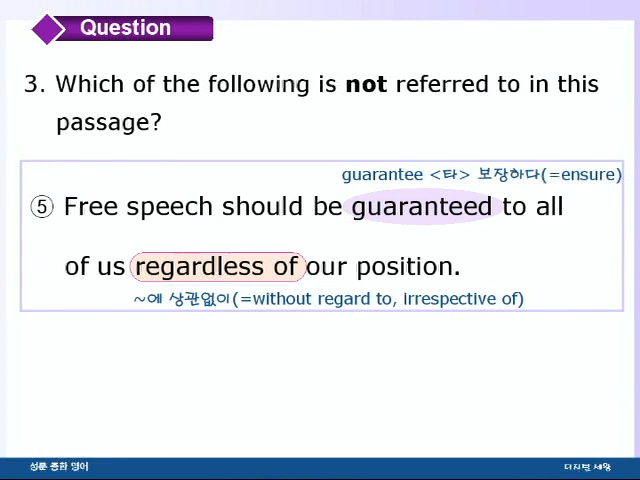 Question
3. Which of the following is not referred to in this
passage?
guarantee <타> 보장하다(=ensure)
⑤ Free speech should be guaranteed to all
of us regardless of our position.
~에 상관없이(=without regard to, irrespective of)
성문 종합 영어
디지털 세왕